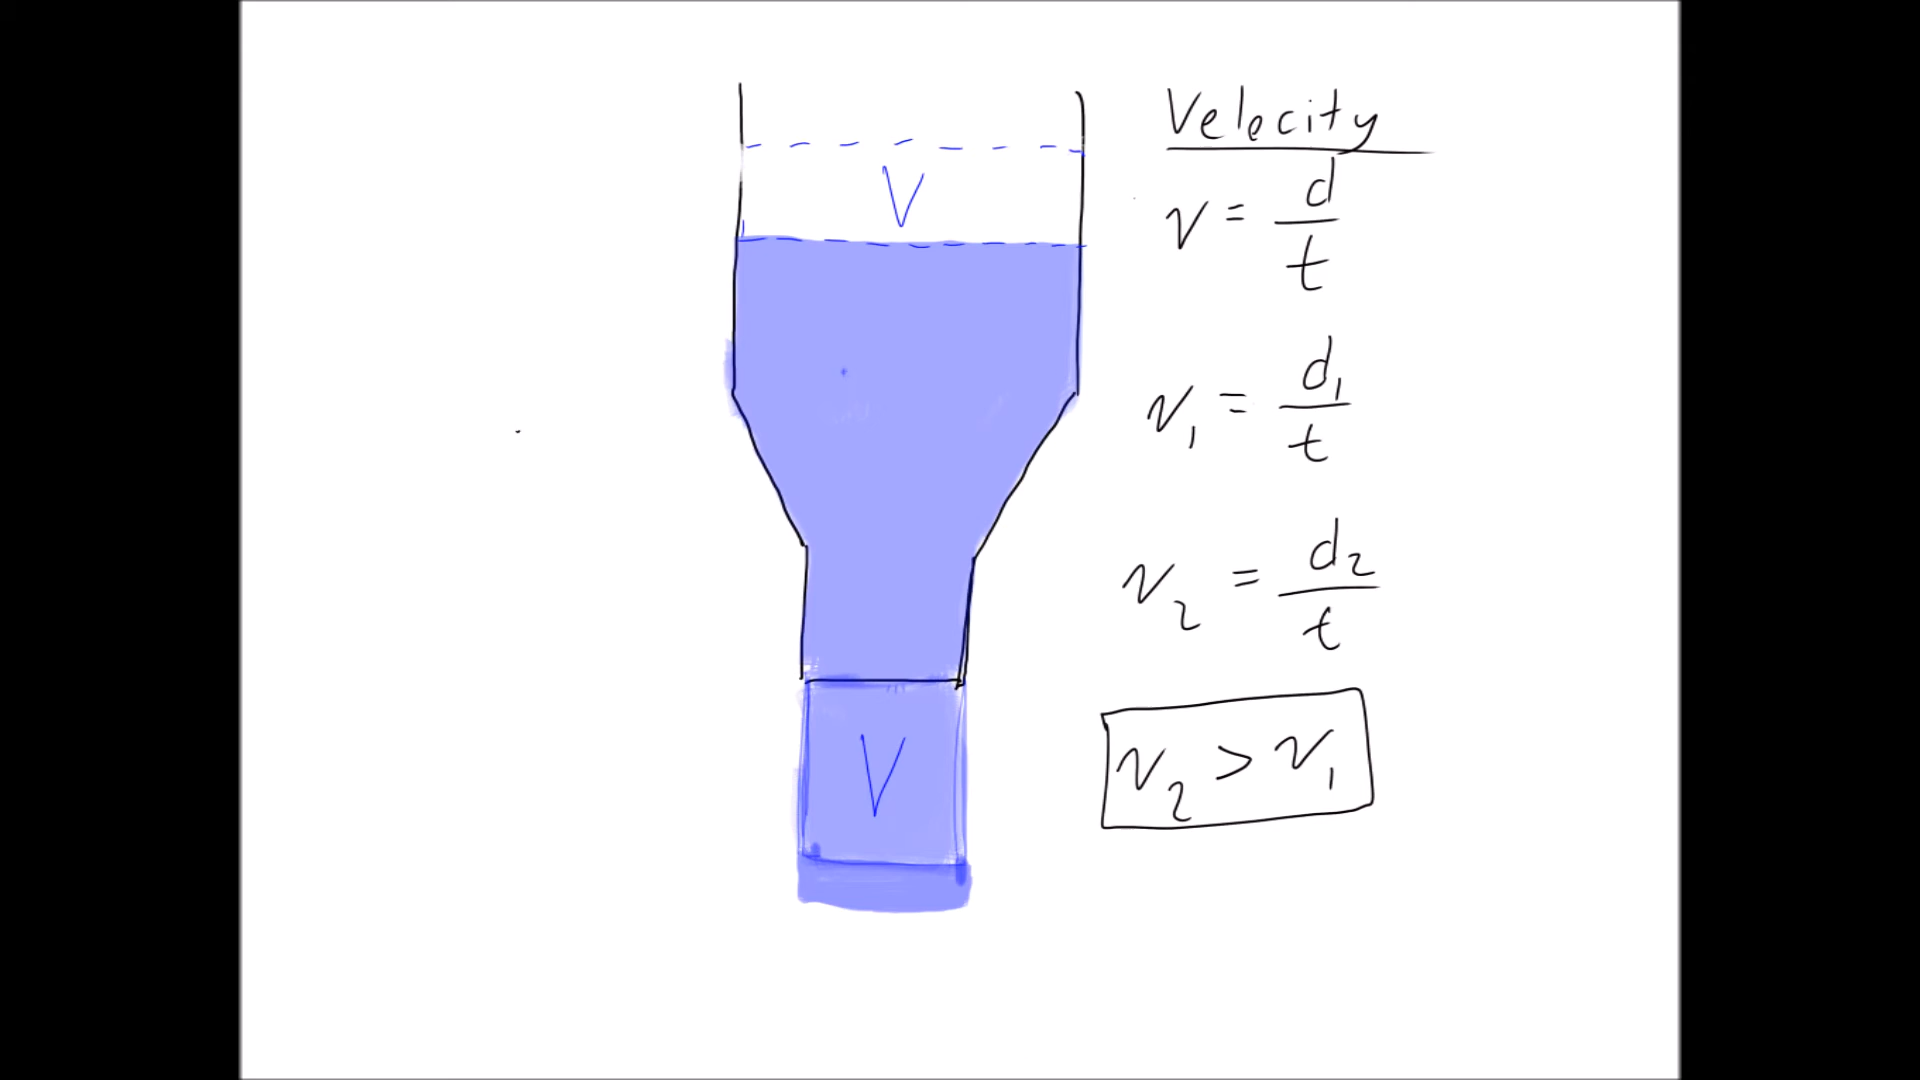 V
V
Velocity
v = d/t
v₁ = d₁/t
v₂ = d₂/t
v₂ > v₁